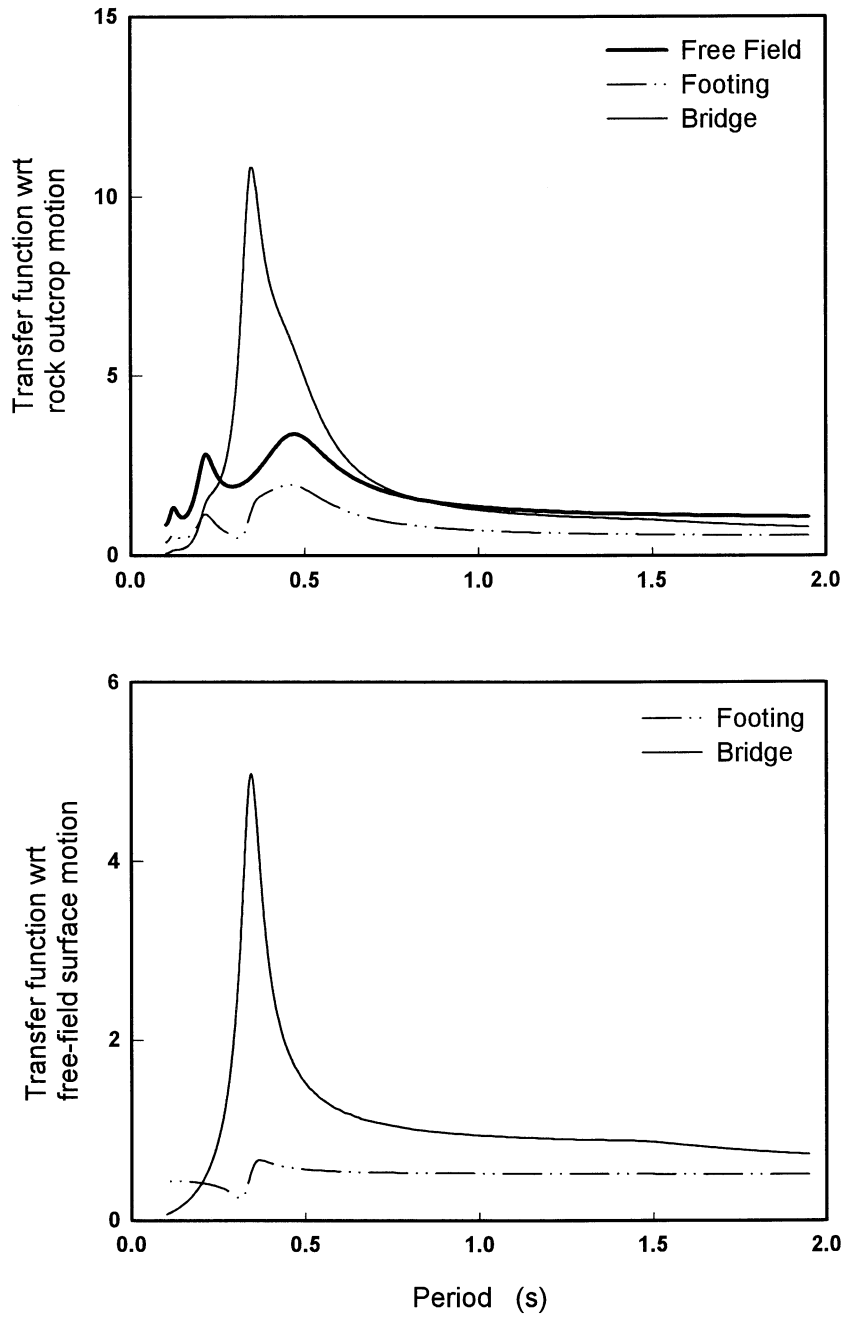 15
10
5
0
Transfer function wrt
rock outcrop motion
Free Field
Footing
Bridge
0.0 0.5 1.0 1.5 2.0
6
4
2
0
Transfer function wrt
free-field surface motion
Footing
Bridge
0.0 0.5 1.0 1.5 2.0
Period (s)